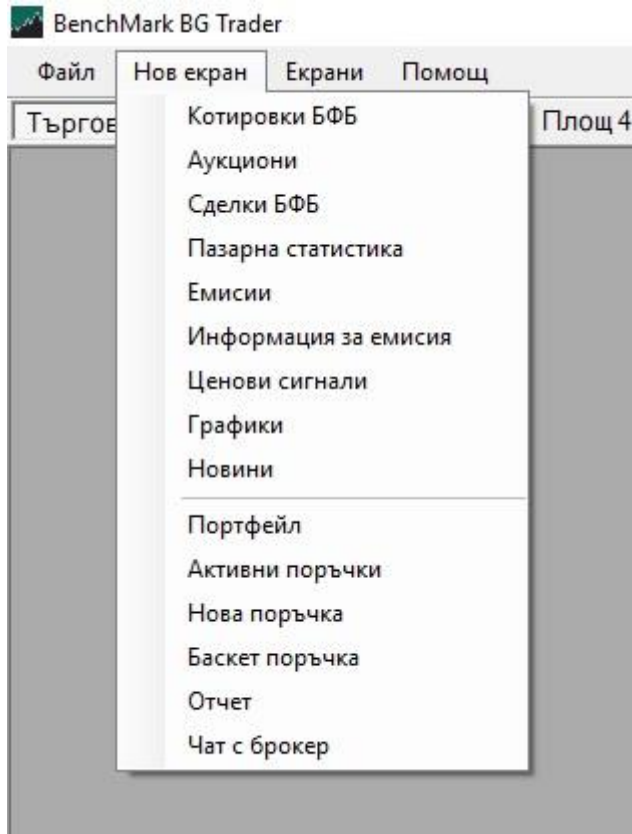 BenchMark BG Trader
Файл Нов екран Екрани Помощ
Площ 4
Котировки БФБ
Аукциони
Сделки БФБ
Пазарна статистика
Емисии
Информация за емисия
Ценови сигнали
Графики
Новини
Портфейл
Активни поръчки
Нова поръчка
Баскет поръчка
Отчет
Чат с брокер